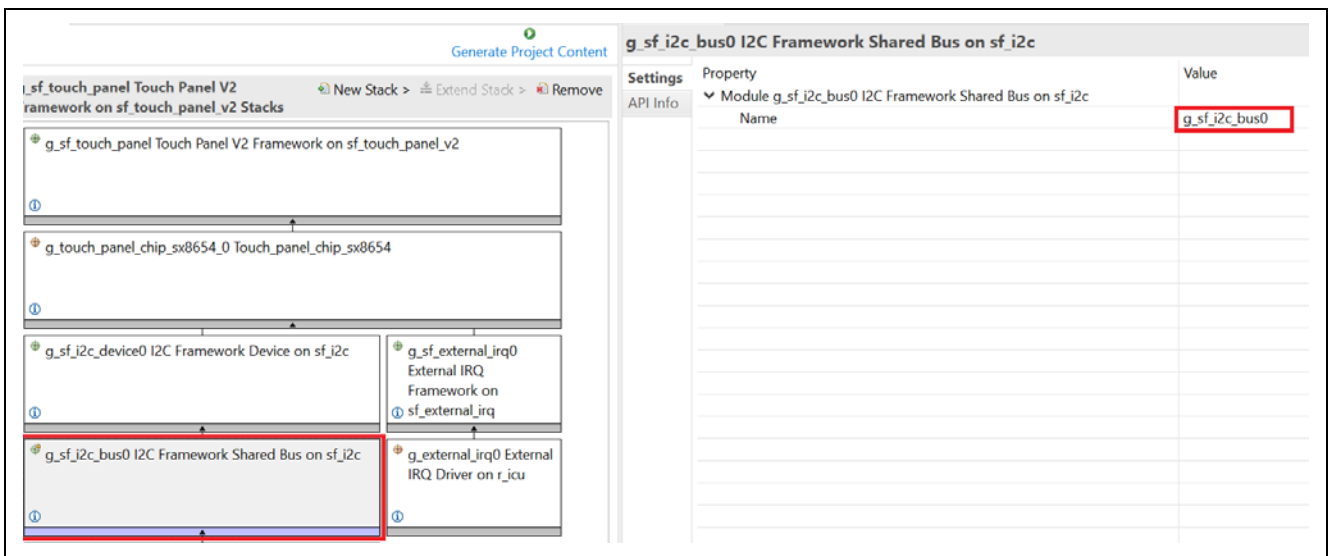 Generate Project Content
_sf_touch_panel Touch Panel V2
ramework on sf_touch_panel_v2 Stacks
New Stack > Extend Stack > Remove
g_sf_touch_panel Touch Panel V2 Framework on sf_touch_panel_v2
g_touch_panel_chip_sx8654_0 Touch_panel_chip_sx8654
g_sf_i2c_device0 I2C Framework Device on sf_i2c
g_sf_external_irq0
External IRQ
Framework on
sf_external_irq
g_sf_i2c_bus0 I2C Framework Shared Bus on sf_i2c
g_external_irq0 External
IRQ Driver on r_icu
g_sf_i2c_bus0 I2C Framework Shared Bus on sf_i2c
Settings
API Info
Property Value
Module g_sf_i2c_bus0 I2C Framework Shared Bus on sf_i2c
Name g_sf_i2c_bus0